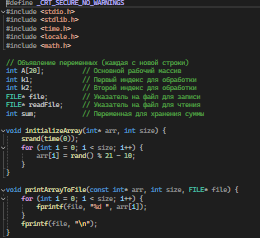 #define _CRT_SECURE_NO_WARNINGS
#include <stdio.h>
#include <stdlib.h>
#include <time.h>
#include <locale.h>
#include <math.h>
// Объявление переменных (каждая с новой строки)
int A[20]; // Основной рабочий массив
int k1; // Первый индекс для обработки
int k2; // Второй индекс для обработки
FILE* file; // Указатель на файл для записи
FILE* readFile; // Указатель на файл для чтения
int sum; // Переменная для хранения суммы
void initializeArray(int* arr, int size) {
srand(time(0));
for (int i = 0; i < size; i++) {
arr[i] = rand() % 21 - 10;
}
}
void printArrayToFile(const int* arr, int size, FILE* file) {
for (int i = 0; i < size; i++) {
fprintf(file, "%d ", arr[i]);
}
fprintf(file, "\n");
}